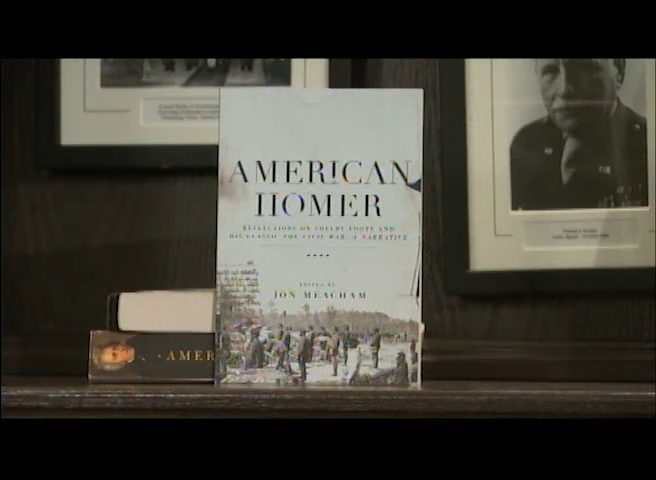 AMERICAN
HOMER
REFLECTIONS ON SHELBY FOOTE AND
HIS CLASSIC THE CIVIL WAR: A NARRATIVE
EDITED BY
JON MEACHAM
AMER